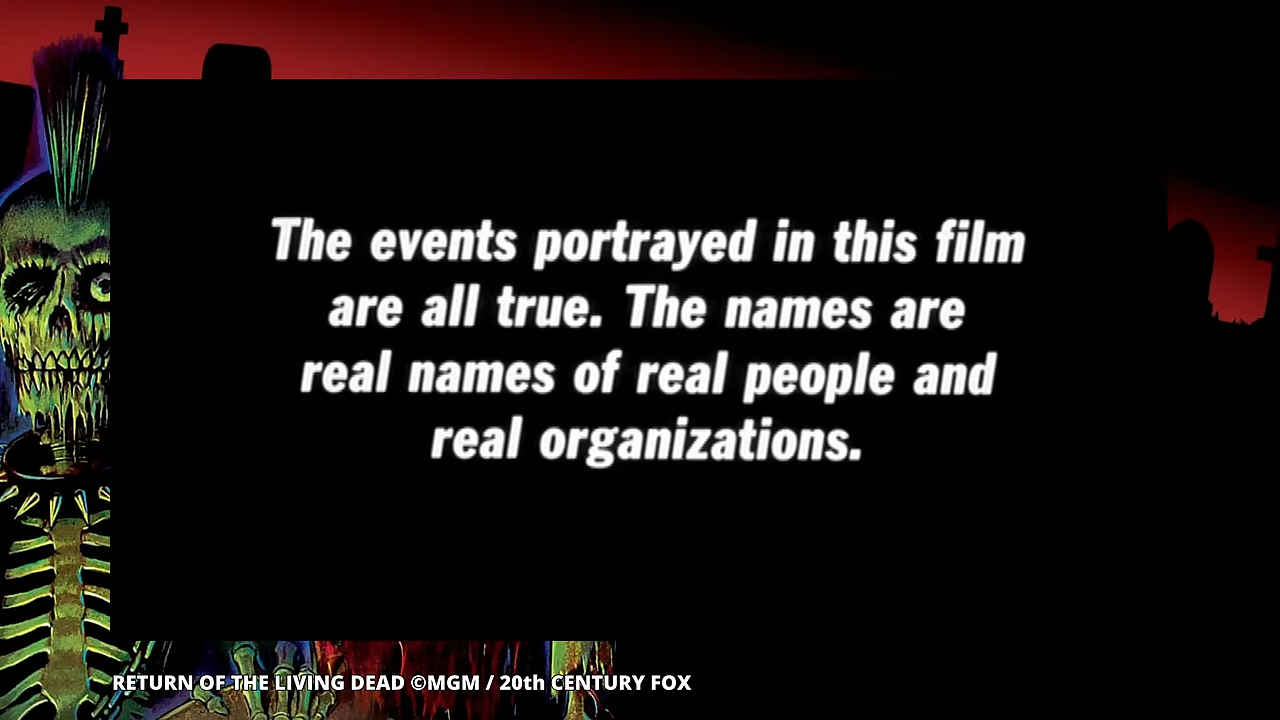 The events portrayed in this film
are all true. The names are
real names of real people and
real organizations.
RETURN OF THE LIVING DEAD ©MGM / 20th CENTURY FOX